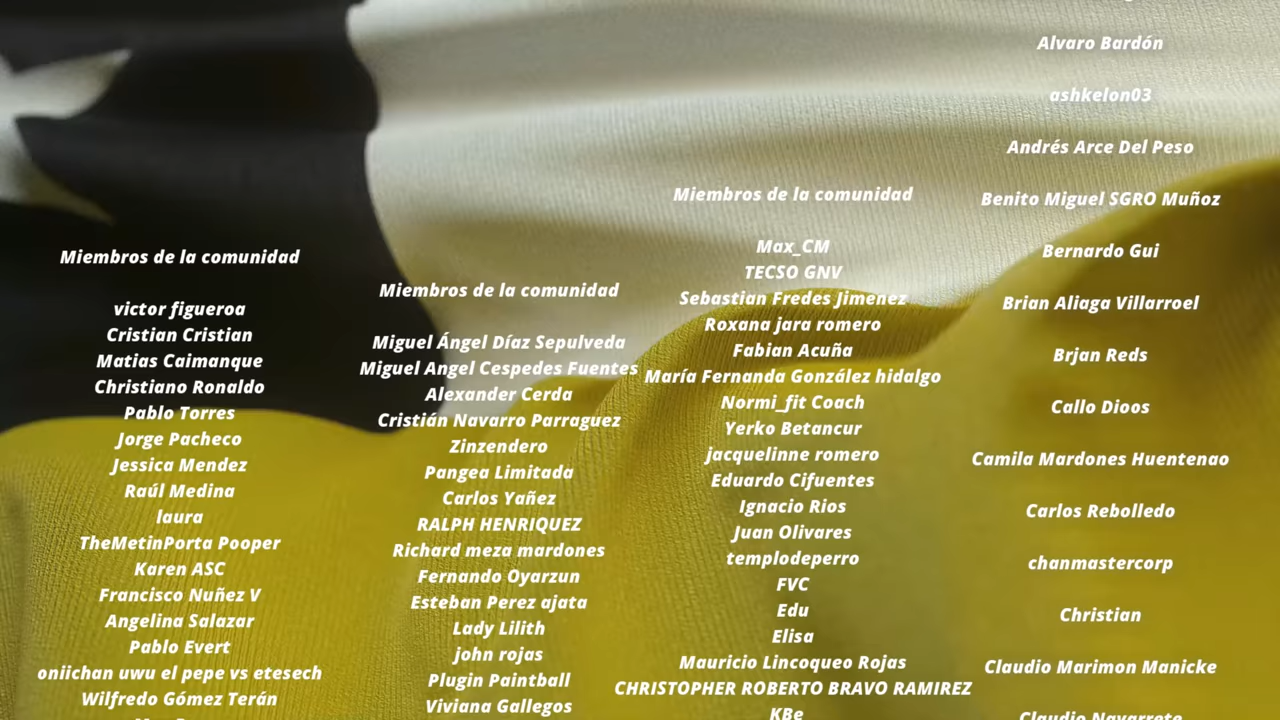 Miembros de la comunidad
victor figueroa
Cristian Cristian
Matias Caimanque
Christiano Ronaldo
Pablo Torres
Jorge Pacheco
Jessica Mendez
Raúl Medina
laura
TheMetinPorta Pooper
Karen ASC
Francisco Nuñez V
Angelina Salazar
Pablo Evert
oniichan uwu el pepe vs etesech
Wilfredo Gómez Terán
Miembros de la comunidad
Miguel Ángel Díaz Sepulveda
Miguel Angel Cespedes Fuentes
Alexander Cerda
Cristián Navarro Parraguez
Zinzendero
Pangea Limitada
Carlos Yañez
RALPH HENRIQUEZ
Richard meza mardones
Fernando Oyarzun
Esteban Perez ajata
Lady Lilith
john rojas
Plugin Paintball
Viviana Gallegos
Miembros de la comunidad
Max_CM
TECSO GNV
Sebastian Fredes Jimenez
Roxana jara romero
Fabian Acuña
María Fernanda González hidalgo
Normi_fit Coach
Yerko Betancur
jacquelinne romero
Eduardo Cifuentes
Ignacio Rios
Juan Olivares
templodeperro
FVC
Edu
Elisa
Mauricio Lincoqueo Rojas
CHRISTOPHER ROBERTO BRAVO RAMIREZ
KBe
Alvaro Bardón
ashkelon03
Andrés Arce Del Peso
Benito Miguel SGRO Muñoz
Bernardo Gui
Brian Aliaga Villarroel
Brjan Reds
Callo Dioos
Camila Mardones Huentenao
Carlos Rebolledo
chanmastercorp
Christian
Claudio Marimon Manicke
Claudio Navarrete